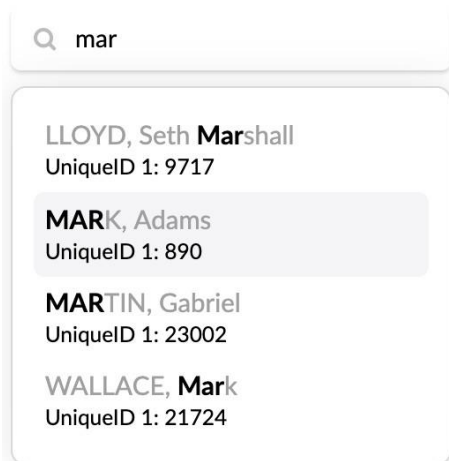 mar
LLOYD, Seth Marshall
UniqueID 1: 9717
MARK, Adams
UniqueID 1: 890
MARTIN, Gabriel
UniqueID 1: 23002
WALLACE, Mark
UniqueID 1: 21724